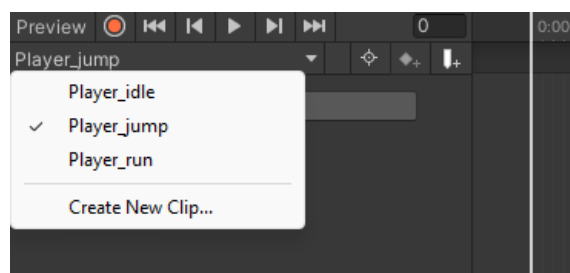 Preview 0 0:00
Player_jump
Player_idle
Player_jump
Player_run
Create New Clip...